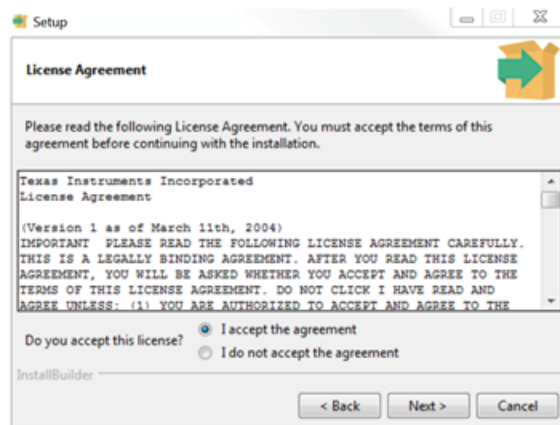 Setup
License Agreement
Please read the following License Agreement. You must accept the terms of this
agreement before continuing with the installation.
Texas Instruments Incorporated
License Agreement
(Version 1 as of March 11th, 2004)
IMPORTANT  PLEASE READ THE FOLLOWING LICENSE AGREEMENT CAREFULLY.
THIS IS A LEGALLY BINDING AGREEMENT. AFTER YOU READ THIS LICENSE
AGREEMENT, YOU WILL BE ASKED WHETHER YOU ACCEPT AND AGREE TO THE
TERMS OF THIS LICENSE AGREEMENT. DO NOT CLICK I HAVE READ AND
AGREE UNLESS: (1) YOU ARE AUTHORIZED TO ACCEPT AND AGREE TO THE
Do you accept this license?
I accept the agreement
I do not accept the agreement
InstallBuilder
< Back Next > Cancel